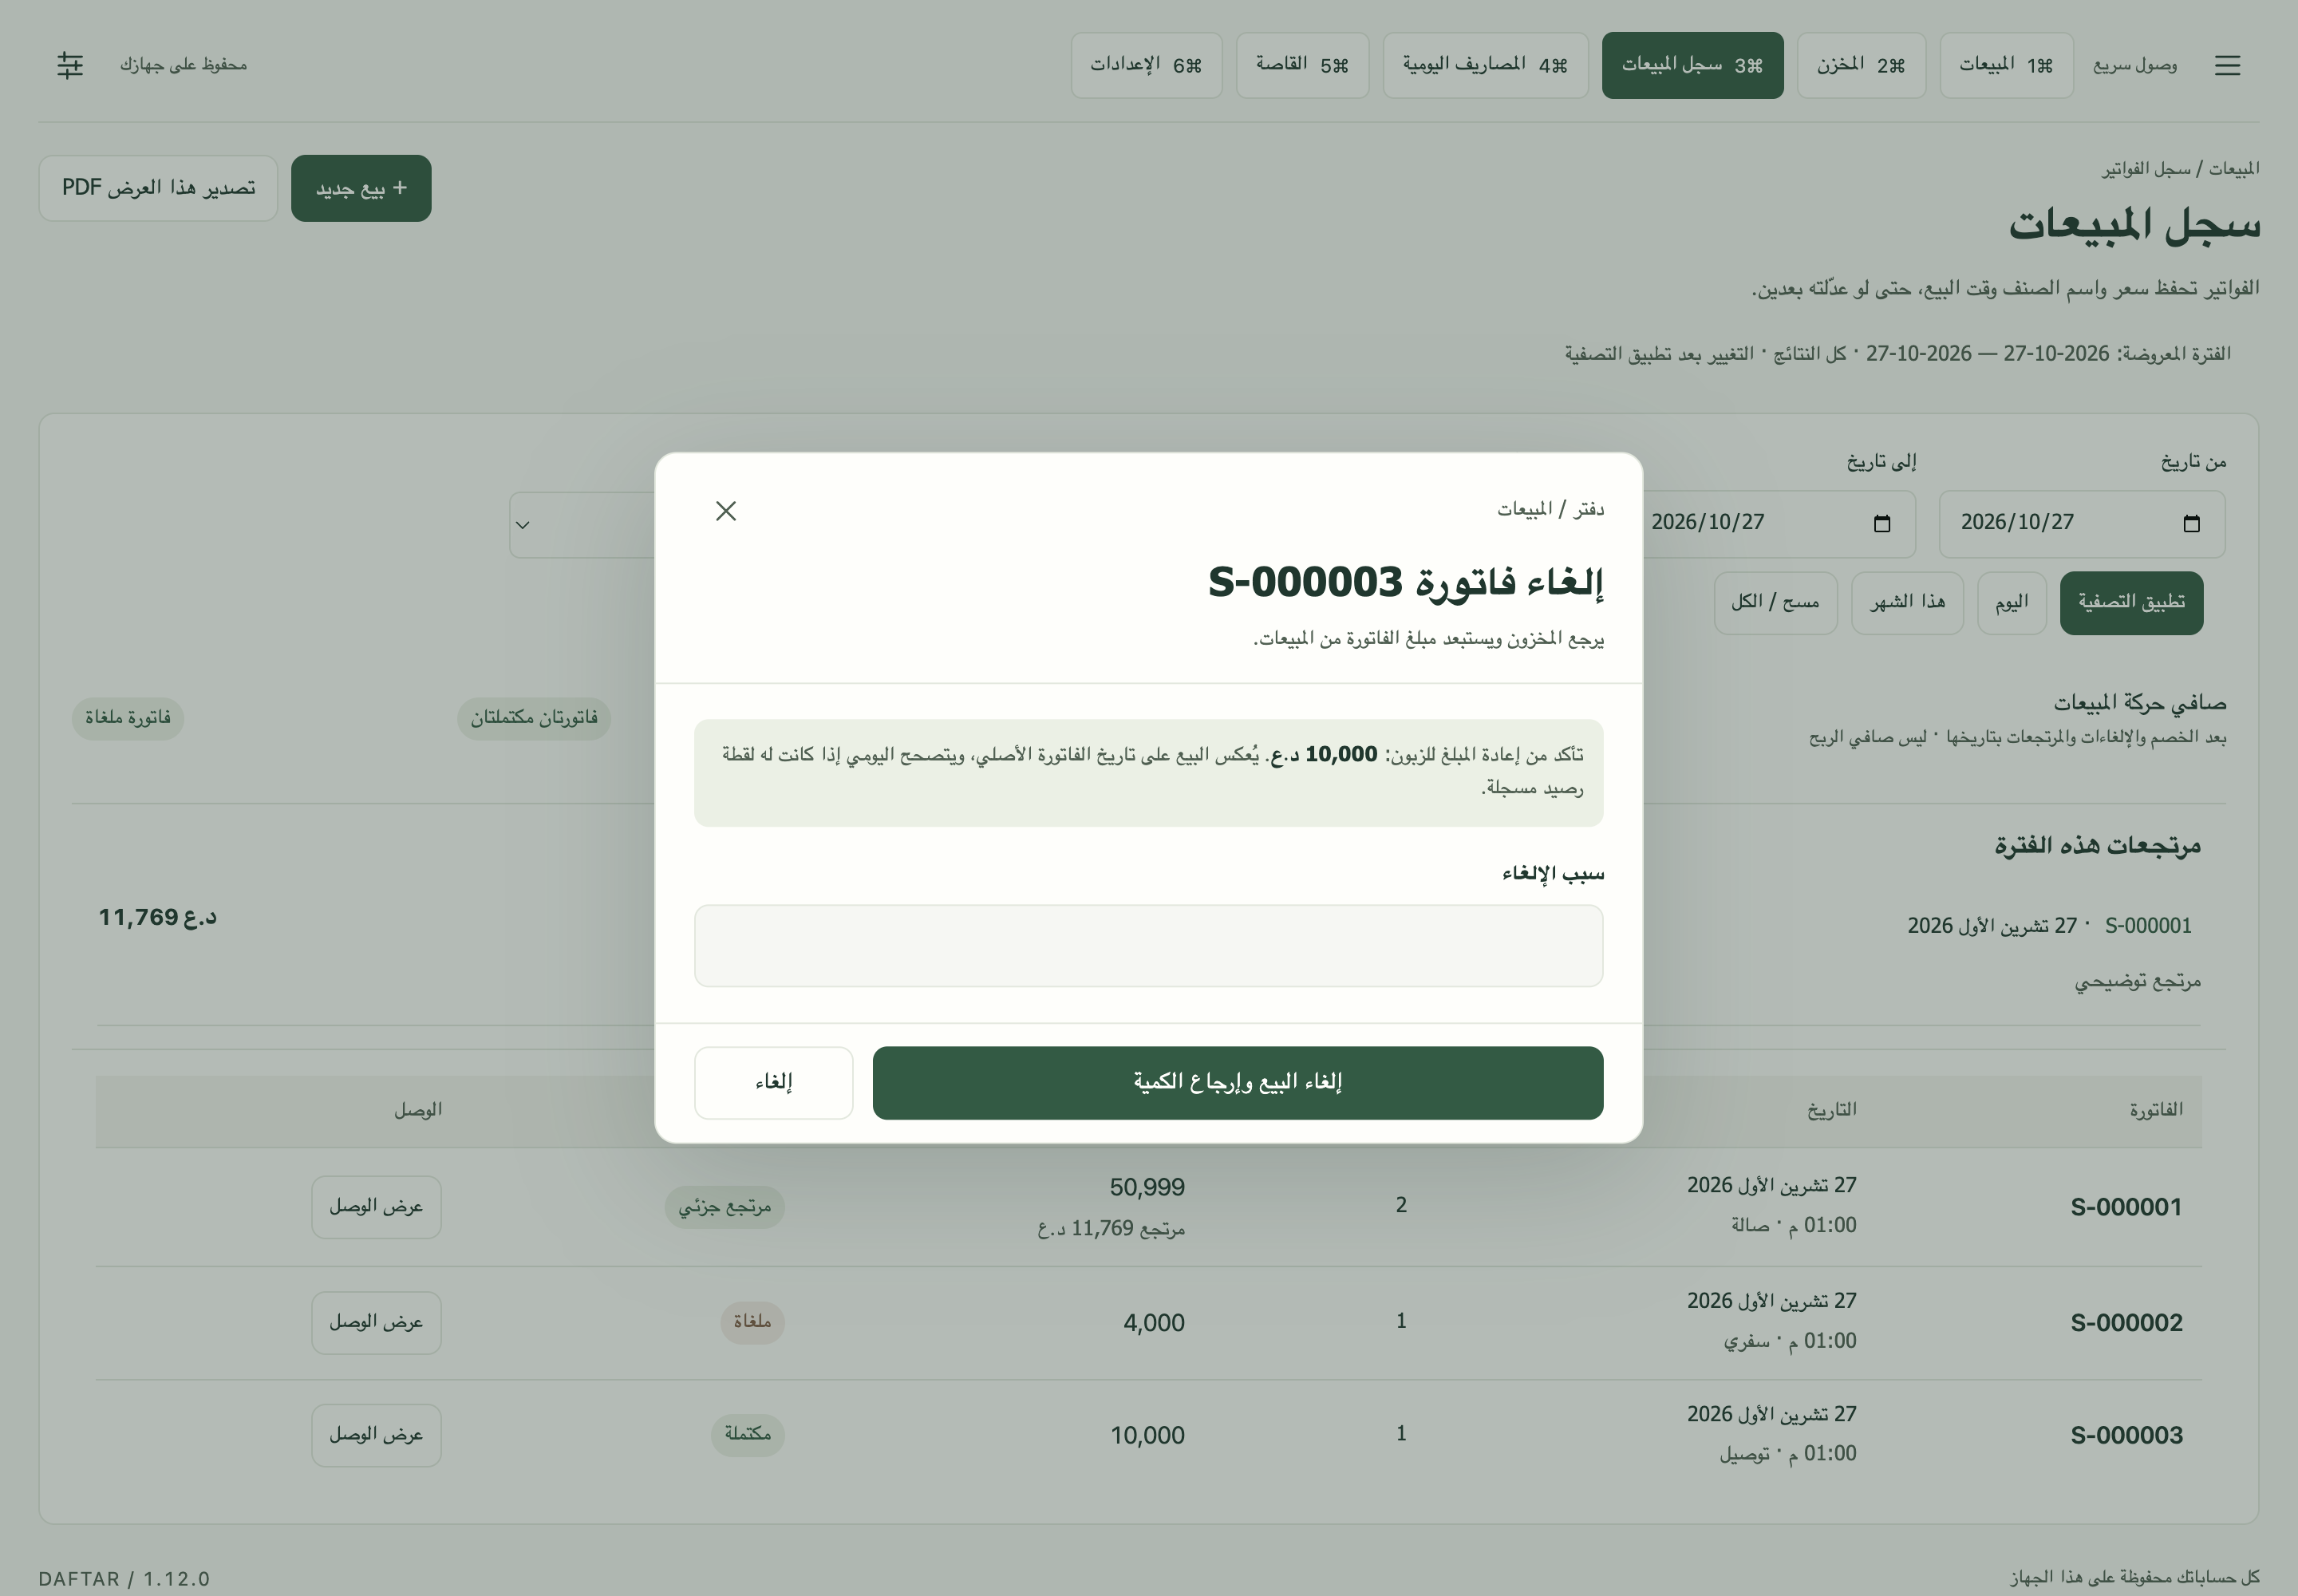 وصول سريع
⌘1 المبيعات
⌘2 المخزن
⌘3 سجل المبيعات
⌘4 المصاريف اليومية
⌘5 القاصة
⌘6 الإعدادات
محفوظ على جهازك
المبيعات / سجل الفواتير
سجل المبيعات
+ بيع جديد
تصدير هذا العرض PDF
الفواتير تحفظ سعر واسم الصنف وقت البيع، حتى لو عدّلته بعدين.
الفترة المعروضة: 2026-10-27 — 2026-10-27 · كل النتائج · التغيير بعد تطبيق التصفية
من تاريخ
إلى تاريخ
2026/10/27
2026/10/27
تطبيق التصفية
اليوم
هذا الشهر
مسح / الكل
صافي حركة المبيعات
بعد الخصم والإلغاءات والمرتجعات بتاريخها · ليس صافي الربح
فاتورتان مكتملتان
فاتورة ملغاة
مرتجعات هذه الفترة
S-000001 · 27 تشرين الأول 2026
مرتجع توضيحي
د.ع 11,769
دفتر / المبيعات
إلغاء فاتورة S-000003
يرجع المخزون ويستبعد مبلغ الفاتورة من المبيعات.
تأكد من إعادة المبلغ للزبون: 10,000 د.ع. يُعكس البيع على تاريخ الفاتورة الأصلي، ويتصحح اليومي إذا كانت له لقطة
رصيد مسجلة.
سبب الإلغاء
إلغاء البيع وإرجاع الكمية
إلغاء
الفاتورة
التاريخ
الوصل
S-000001
27 تشرين الأول 2026
01:00 م · صالة
2
50,999
مرتجع 11,769 د.ع
مرتجع جزئي
عرض الوصل
S-000002
27 تشرين الأول 2026
01:00 م · سفري
1
4,000
ملغاة
عرض الوصل
S-000003
27 تشرين الأول 2026
01:00 م · توصيل
1
10,000
مكتملة
عرض الوصل
كل حساباتك محفوظة على هذا الجهاز
DAFTAR / 1.12.0